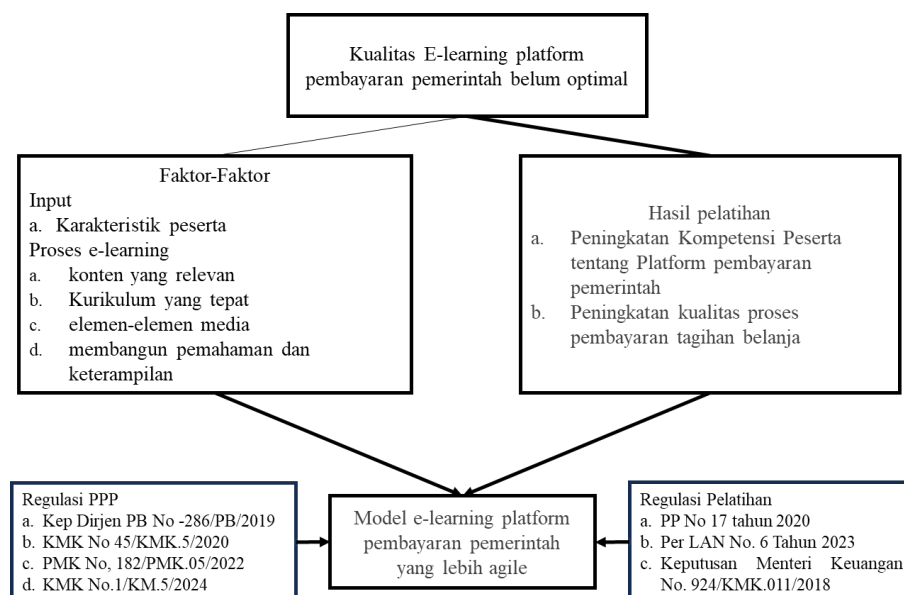 Kualitas E-learning platform
pembayaran pemerintah belum optimal
Faktor-Faktor
Input
a. Karakteristik peserta
Proses e-learning
a. konten yang relevan
b. Kurikulum yang tepat
c. elemen-elemen media
d. membangun pemahaman dan
keterampilan
Hasil pelatihan
a. Peningkatan Kompetensi Peserta
tentang Platform pembayaran
pemerintah
b. Peningkatan kualitas proses
pembayaran tagihan belanja
Regulasi PPP
a. Kep Dirjen PB No -286/PB/2019
b. KMK No 45/KMK.5/2020
c. PMK No, 182/PMK.05/2022
d. KMK No.1/KM.5/2024
Model e-learning platform
pembayaran pemerintah
yang lebih agile
Regulasi Pelatihan
a. PP No 17 tahun 2020
b. Per LAN No. 6 Tahun 2023
c. Keputusan Menteri Keuangan
No. 924/KMK.011/2018